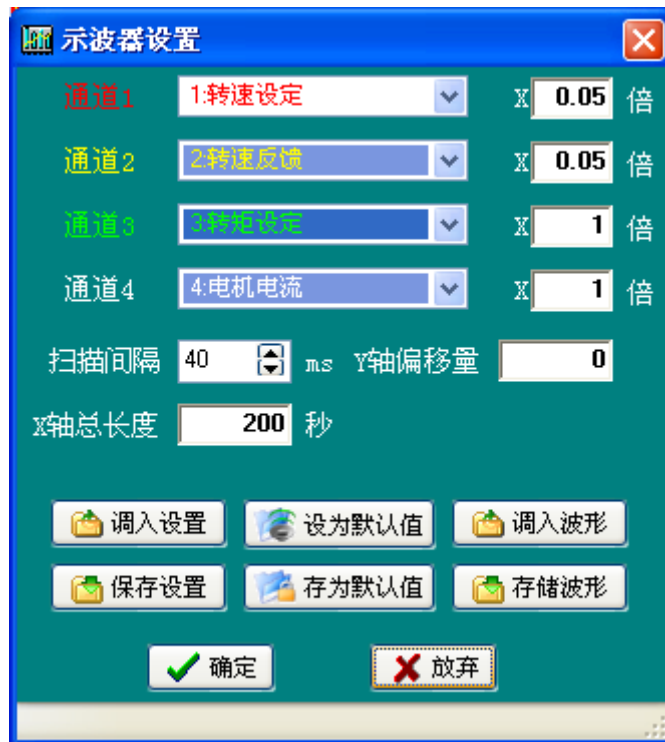 示波器设置
通道1 1:转速设定 X 0.05 倍
通道2 2:转速反馈 X 0.05 倍
通道3 3:转矩设定 X 1 倍
通道4 4:电机电流 X 1 倍
扫描间隔 40 ms Y轴偏移量 0
X轴总长度 200 秒
调入设置 设为默认值 调入波形
保存设置 存为默认值 存储波形
确定 放弃